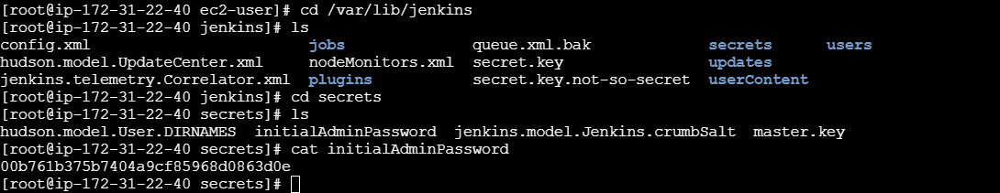 [root@ip-172-31-22-40 ec2-user]# cd /var/lib/jenkins
[root@ip-172-31-22-40 jenkins]# ls
config.xml jobs queue.xml.bak secrets users
hudson.model.UpdateCenter.xml nodeMonitors.xml secret.key updates
jenkins.telemetry.Correlator.xml plugins secret.key.not-so-secret userContent
[root@ip-172-31-22-40 jenkins]# cd secrets
[root@ip-172-31-22-40 secrets]# ls
hudson.model.User.DIRNAMES initialAdminPassword jenkins.model.Jenkins.crumbSalt master.key
[root@ip-172-31-22-40 secrets]# cat initialAdminPassword
00b761b375b7404a9cf85968d0863d0e
[root@ip-172-31-22-40 secrets]#